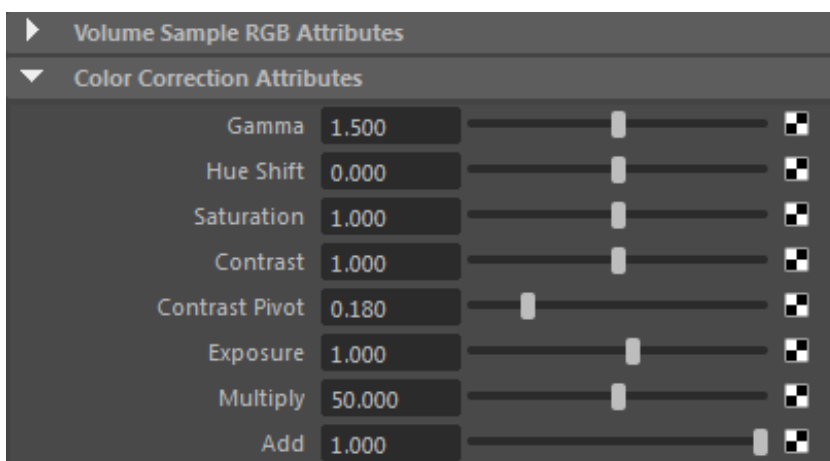 Volume Sample RGB Attributes
Color Correction Attributes
Gamma 1.500
Hue Shift 0.000
Saturation 1.000
Contrast 1.000
Contrast Pivot 0.180
Exposure 1.000
Multiply 50.000
Add 1.000